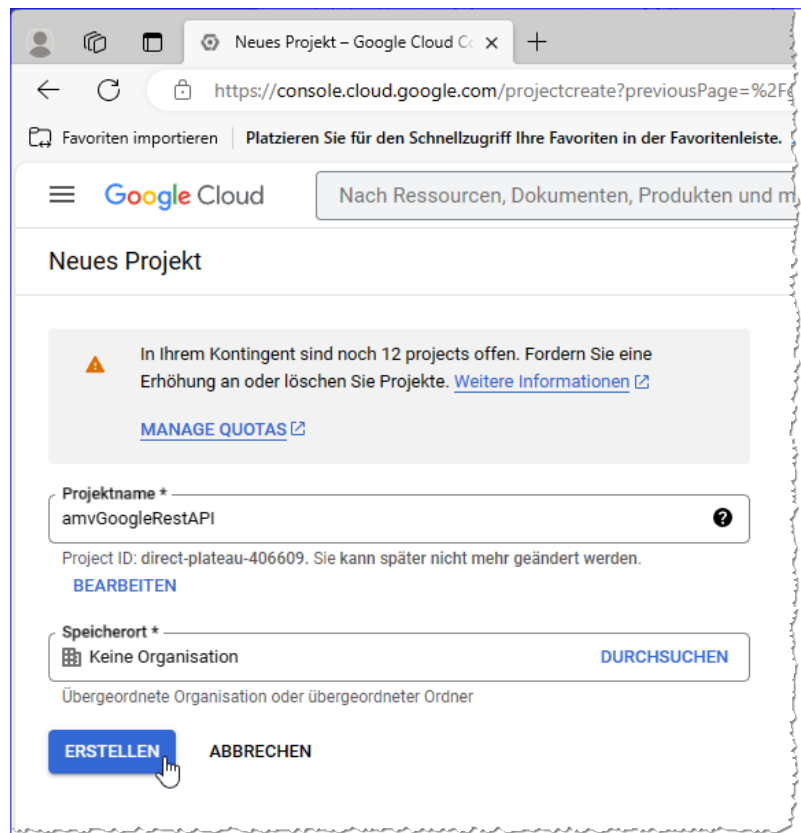 Neues Projekt – Google Cloud Co
https://console.cloud.google.com/projectcreate?previousPage=%2F
Favoriten importieren
Platzieren Sie für den Schnellzugriff Ihre Favoriten in der Favoritenleiste.
Google Cloud
Nach Ressourcen, Dokumenten, Produkten und m
Neues Projekt
In Ihrem Kontingent sind noch 12 projects offen. Fordern Sie eine
Erhöhung an oder löschen Sie Projekte. Weitere Informationen
MANAGE QUOTAS
Projektname *
amvGoogleRestAPI
Project ID: direct-plateau-406609. Sie kann später nicht mehr geändert werden.
BEARBEITEN
Speicherort *
Keine Organisation DURCHSUCHEN
Übergeordnete Organisation oder übergeordneter Ordner
ERSTELLEN ABBRECHEN